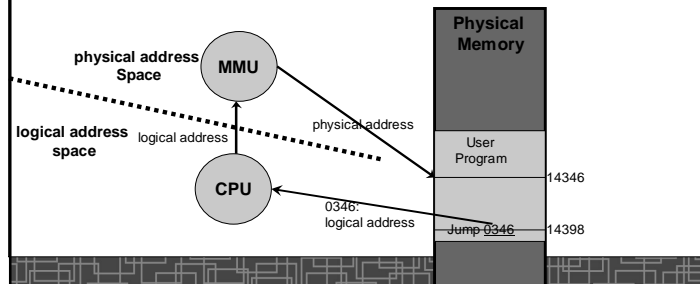 Physical
Memory
physical address
Space
MMU
logical address
space
logical address
physical address
User
Program
14346
CPU
0346:
logical address
Jump 0346
14398